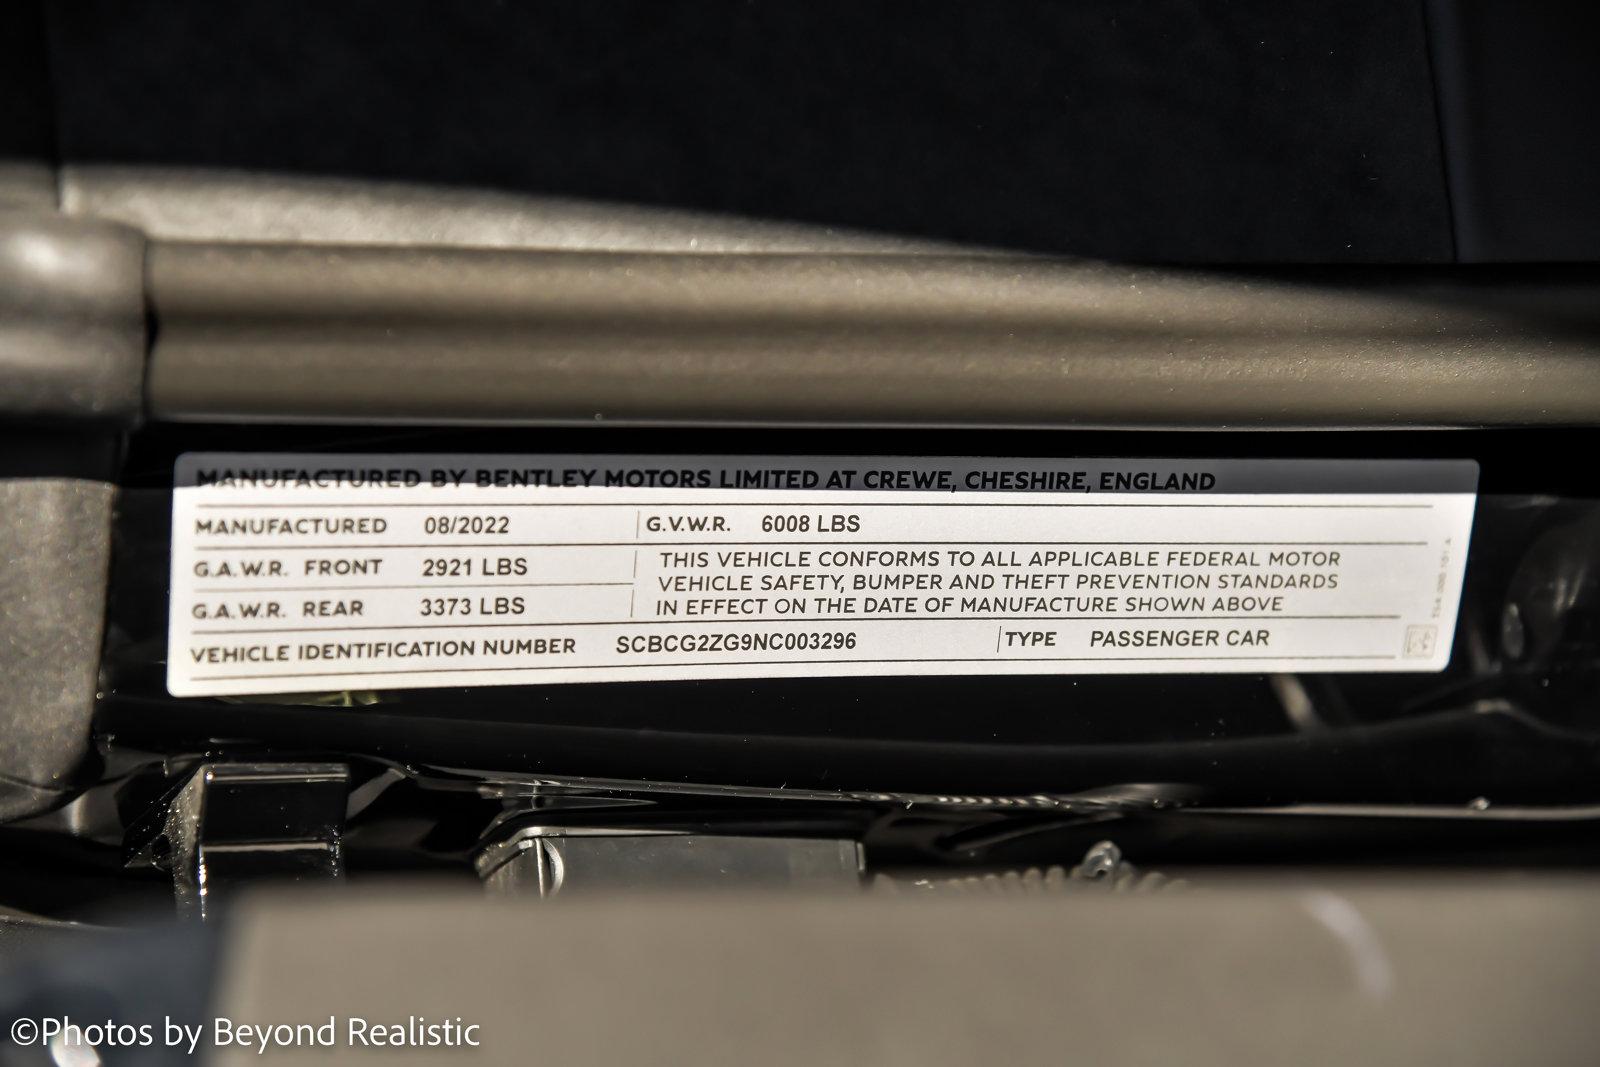 MANUFACTURED BY BENTLEY MOTORS LIMITED AT CREWE, CHESHIRE, ENGLAND
MANUFACTURED 08/2022 G.V.W.R. 6008 LBS
G.A.W.R. FRONT 2921 LBS
G.A.W.R. REAR 3373 LBS
THIS VEHICLE CONFORMS TO ALL APPLICABLE FEDERAL MOTOR
VEHICLE SAFETY, BUMPER AND THEFT PREVENTION STANDARDS
IN EFFECT ON THE DATE OF MANUFACTURE SHOWN ABOVE
VEHICLE IDENTIFICATION NUMBER SCBCG2ZG9NC003296 TYPE PASSENGER CAR
©Photos by Beyond Realistic